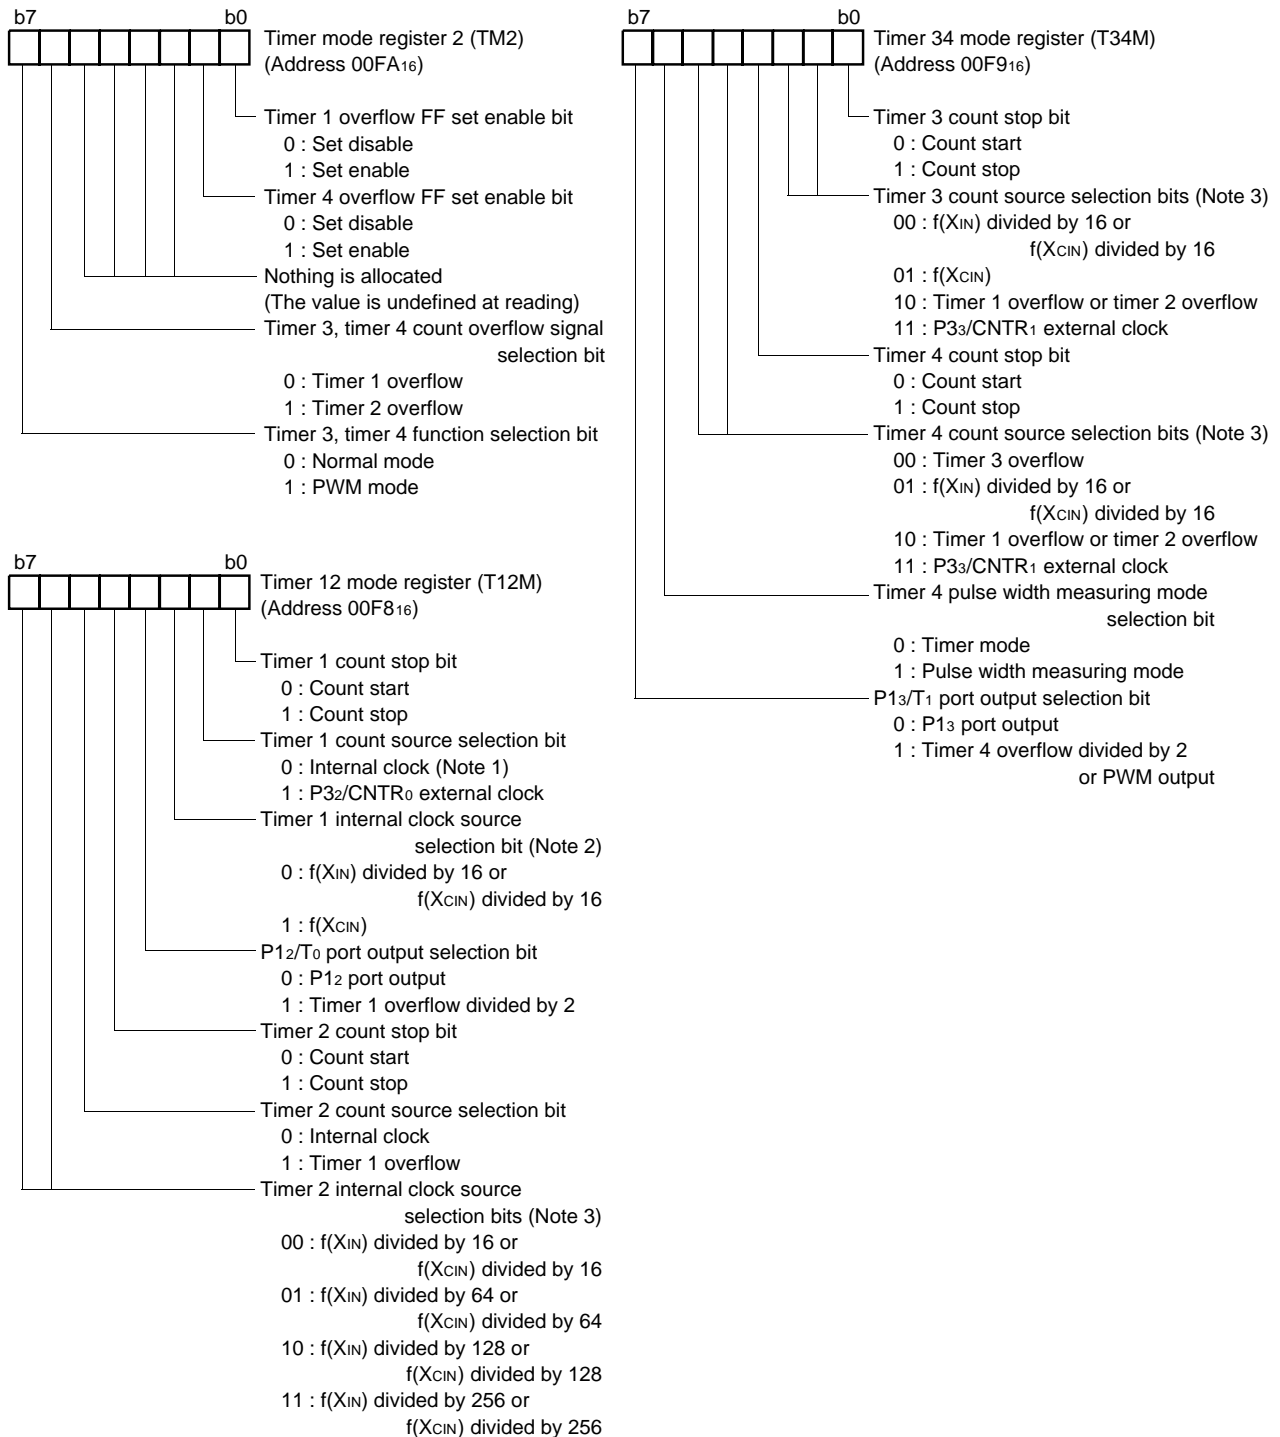 b7 b0
Timer mode register 2 (TM2)
(Address 00FA16)
Timer 1 overflow FF set enable bit
0 : Set disable
1 : Set enable
Timer 4 overflow FF set enable bit
0 : Set disable
1 : Set enable
Nothing is allocated
(The value is undefined at reading)
Timer 3, timer 4 count overflow signal
selection bit
0 : Timer 1 overflow
1 : Timer 2 overflow
Timer 3, timer 4 function selection bit
0 : Normal mode
1 : PWM mode
b7 b0
Timer 12 mode register (T12M)
(Address 00F816)
Timer 1 count stop bit
0 : Count start
1 : Count stop
Timer 1 count source selection bit
0 : Internal clock (Note 1)
1 : P32/CNTR0 external clock
Timer 1 internal clock source
selection bit (Note 2)
0 : f(XIN) divided by 16 or
f(XCIN) divided by 16
1 : f(XCIN)
P12/T0 port output selection bit
0 : P12 port output
1 : Timer 1 overflow divided by 2
Timer 2 count stop bit
0 : Count start
1 : Count stop
Timer 2 count source selection bit
0 : Internal clock
1 : Timer 1 overflow
Timer 2 internal clock source
selection bits (Note 3)
00 : f(XIN) divided by 16 or
f(XCIN) divided by 16
01 : f(XIN) divided by 64 or
f(XCIN) divided by 64
10 : f(XIN) divided by 128 or
f(XCIN) divided by 128
11 : f(XIN) divided by 256 or
f(XCIN) divided by 256
b7 b0
Timer 34 mode register (T34M)
(Address 00F916)
Timer 3 count stop bit
0 : Count start
1 : Count stop
Timer 3 count source selection bits (Note 3)
00 : f(XIN) divided by 16 or
f(XCIN) divided by 16
01 : f(XCIN)
10 : Timer 1 overflow or timer 2 overflow
11 : P33/CNTR1 external clock
Timer 4 count stop bit
0 : Count start
1 : Count stop
Timer 4 count source selection bits (Note 3)
00 : Timer 3 overflow
01 : f(XIN) divided by 16 or
f(XCIN) divided by 16
10 : Timer 1 overflow or timer 2 overflow
11 : P33/CNTR1 external clock
Timer 4 pulse width measuring mode
selection bit
0 : Timer mode
1 : Pulse width measuring mode
P13/T1 port output selection bit
0 : P13 port output
1 : Timer 4 overflow divided by 2
or PWM output